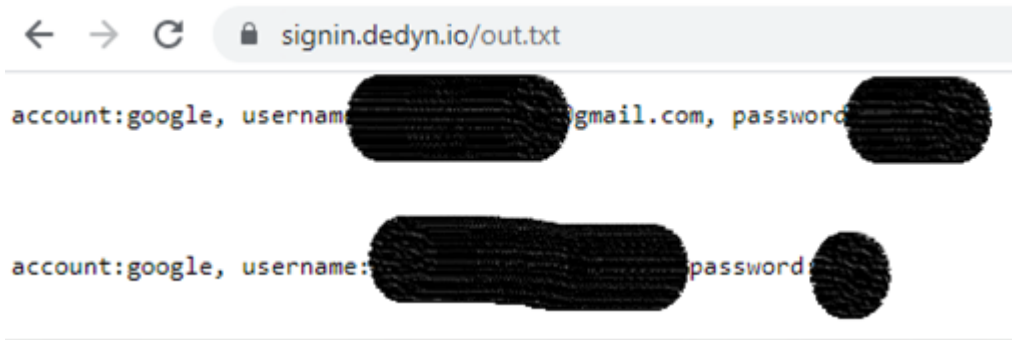 signin.dedyn.io/out.txt
account:google, usernam gmail.com, password
account:google, username: password